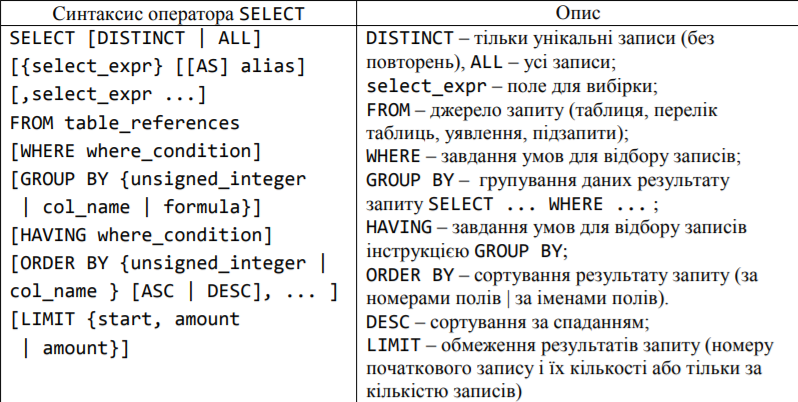 Синтаксис оператора SELECT
Опис
SELECT [DISTINCT | ALL]
[{select_expr} [[AS] alias]
[,select_expr ...]
FROM table_references
[WHERE where_condition]
[GROUP BY {unsigned_integer
| col_name | formula}]
[HAVING where_condition]
[ORDER BY {unsigned_integer |
col_name } [ASC | DESC], ... ]
[LIMIT {start, amount
| amount}]
DISTINCT – тільки унікальні записи (без
повторень), ALL – усі записи;
select_expr – поле для вибірки;
FROM – джерело запиту (таблиця, перелік
таблиць, уявлення, підзапити);
WHERE – завдання умов для відбору записів;
GROUP BY – групування даних результату
запиту SELECT ... WHERE ... ;
HAVING – завдання умов для відбору записів
інструкцією GROUP BY;
ORDER BY – сортування результату запиту (за
номерами полів | за іменами полів).
DESC – сортування за спаданням;
LIMIT – обмеження результатів запиту (номеру
початкового запису і їх кількості або тільки за
кількістю записів)